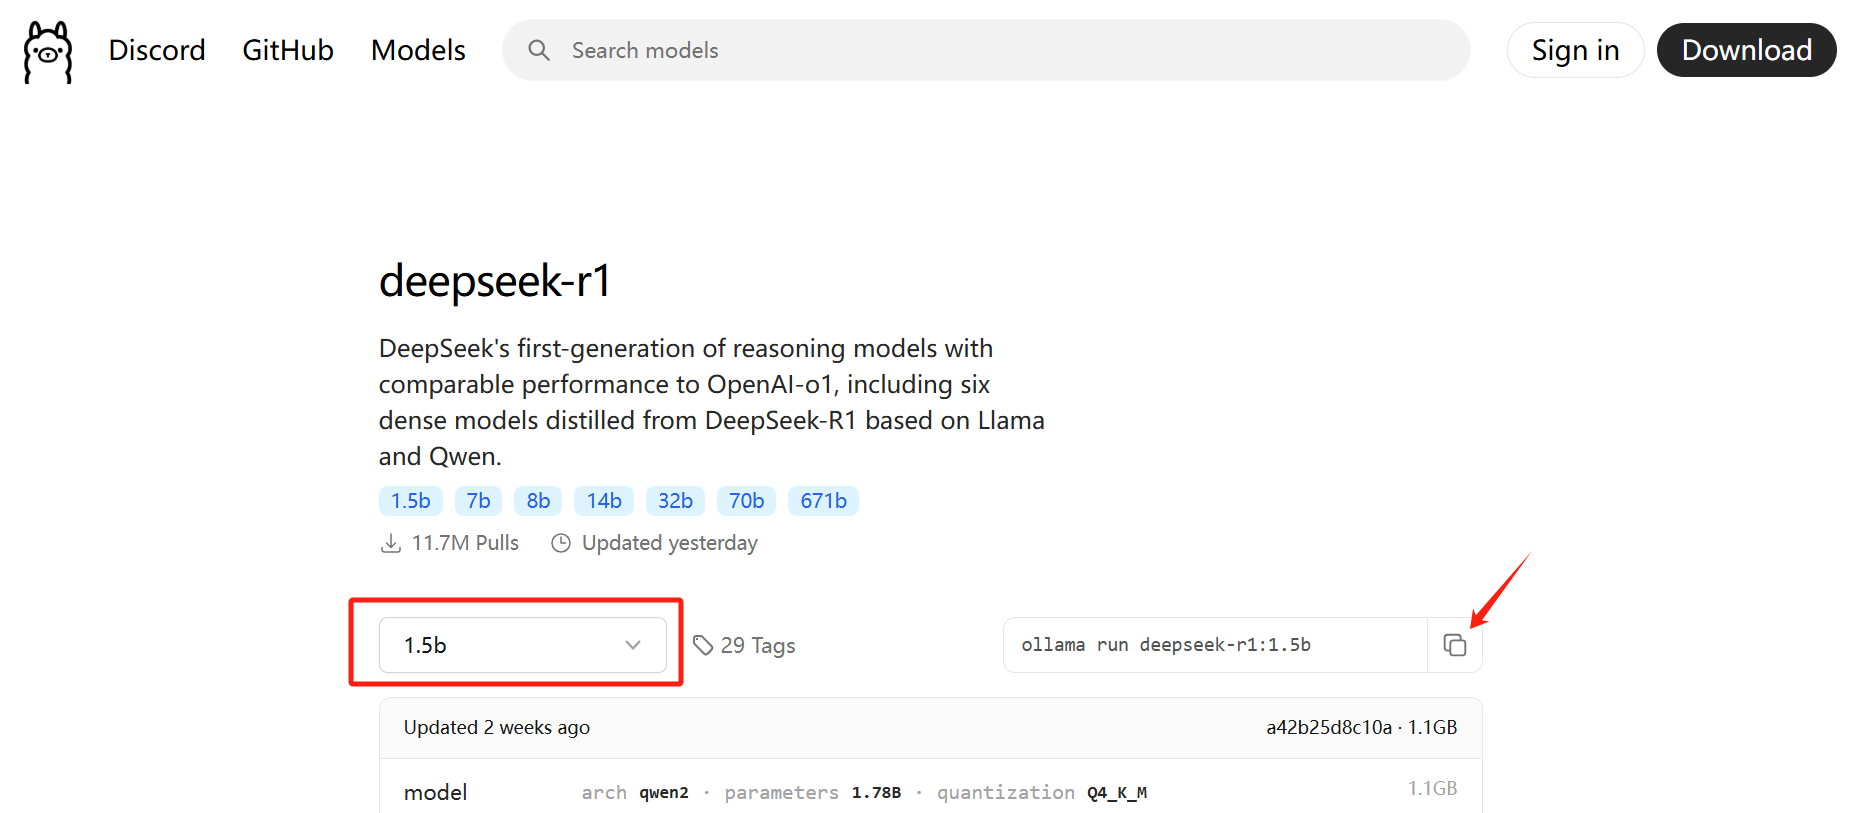 Discord GitHub Models Search models Sign in Download
deepseek-r1
DeepSeek's first-generation of reasoning models with
comparable performance to OpenAI-o1, including six
dense models distilled from DeepSeek-R1 based on Llama
and Qwen.
1.5b 7b 8b 14b 32b 70b 671b
11.7M Pulls Updated yesterday
1.5b 29 Tags ollama run deepseek-r1:1.5b
Updated 2 weeks ago a42b25d8c10a · 1.1GB
model arch qwen2 · parameters 1.78B · quantization Q4_K_M 1.1GB